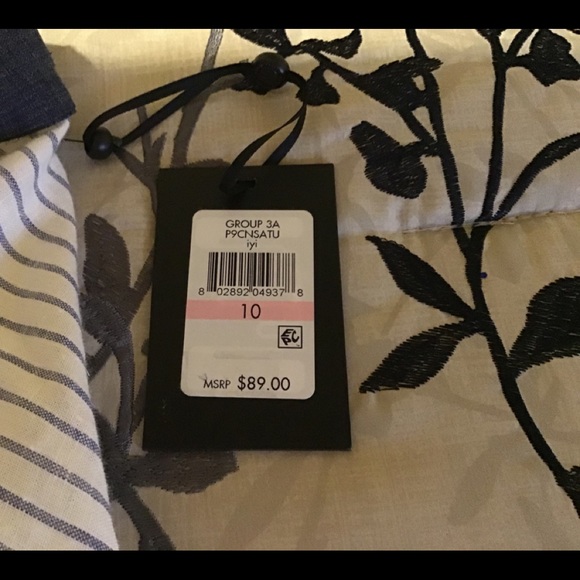 GROUP 3A
P9CNSATU
iyi
8 02892 04937 8
10
MSRP $89.00